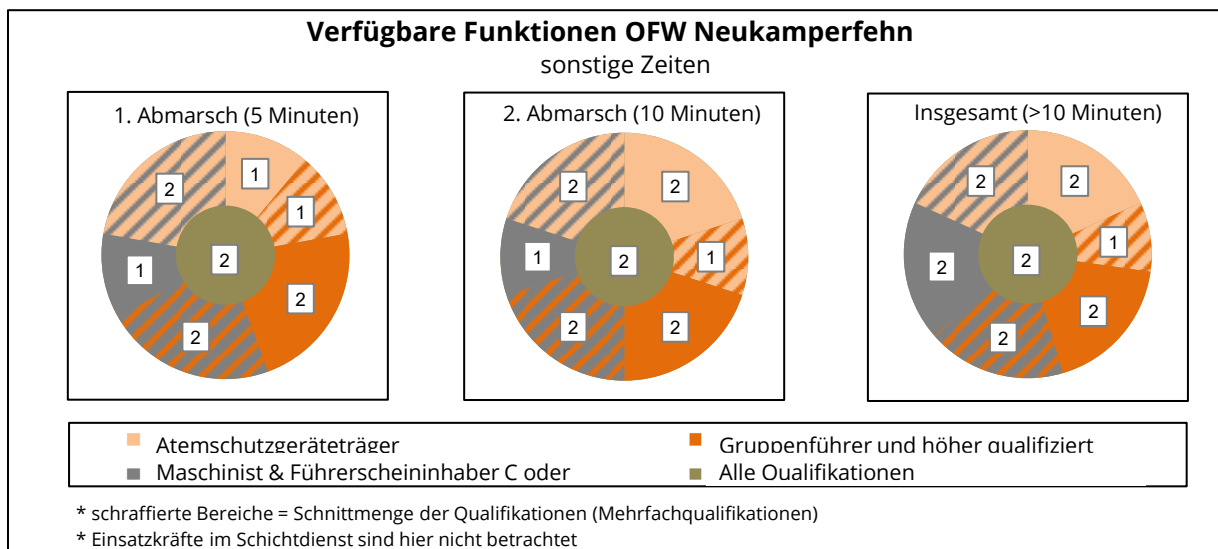 Verfügbare Funktionen OFW Neukamperfehn
sonstige Zeiten
1. Abmarsch (5 Minuten)
2
1
1
2
1
2
2
2. Abmarsch (10 Minuten)
2
2
1
2
1
2
2
Insgesamt (>10 Minuten)
2
2
1
2
2
2
2
Atemschutzgeräteträger
Gruppenführer und höher qualifiziert
Maschinist & Führerscheininhaber C oder
Alle Qualifikationen
* schraffierte Bereiche = Schnittmenge der Qualifikationen (Mehrfachqualifikationen)
* Einsatzkräfte im Schichtdienst sind hier nicht betrachtet